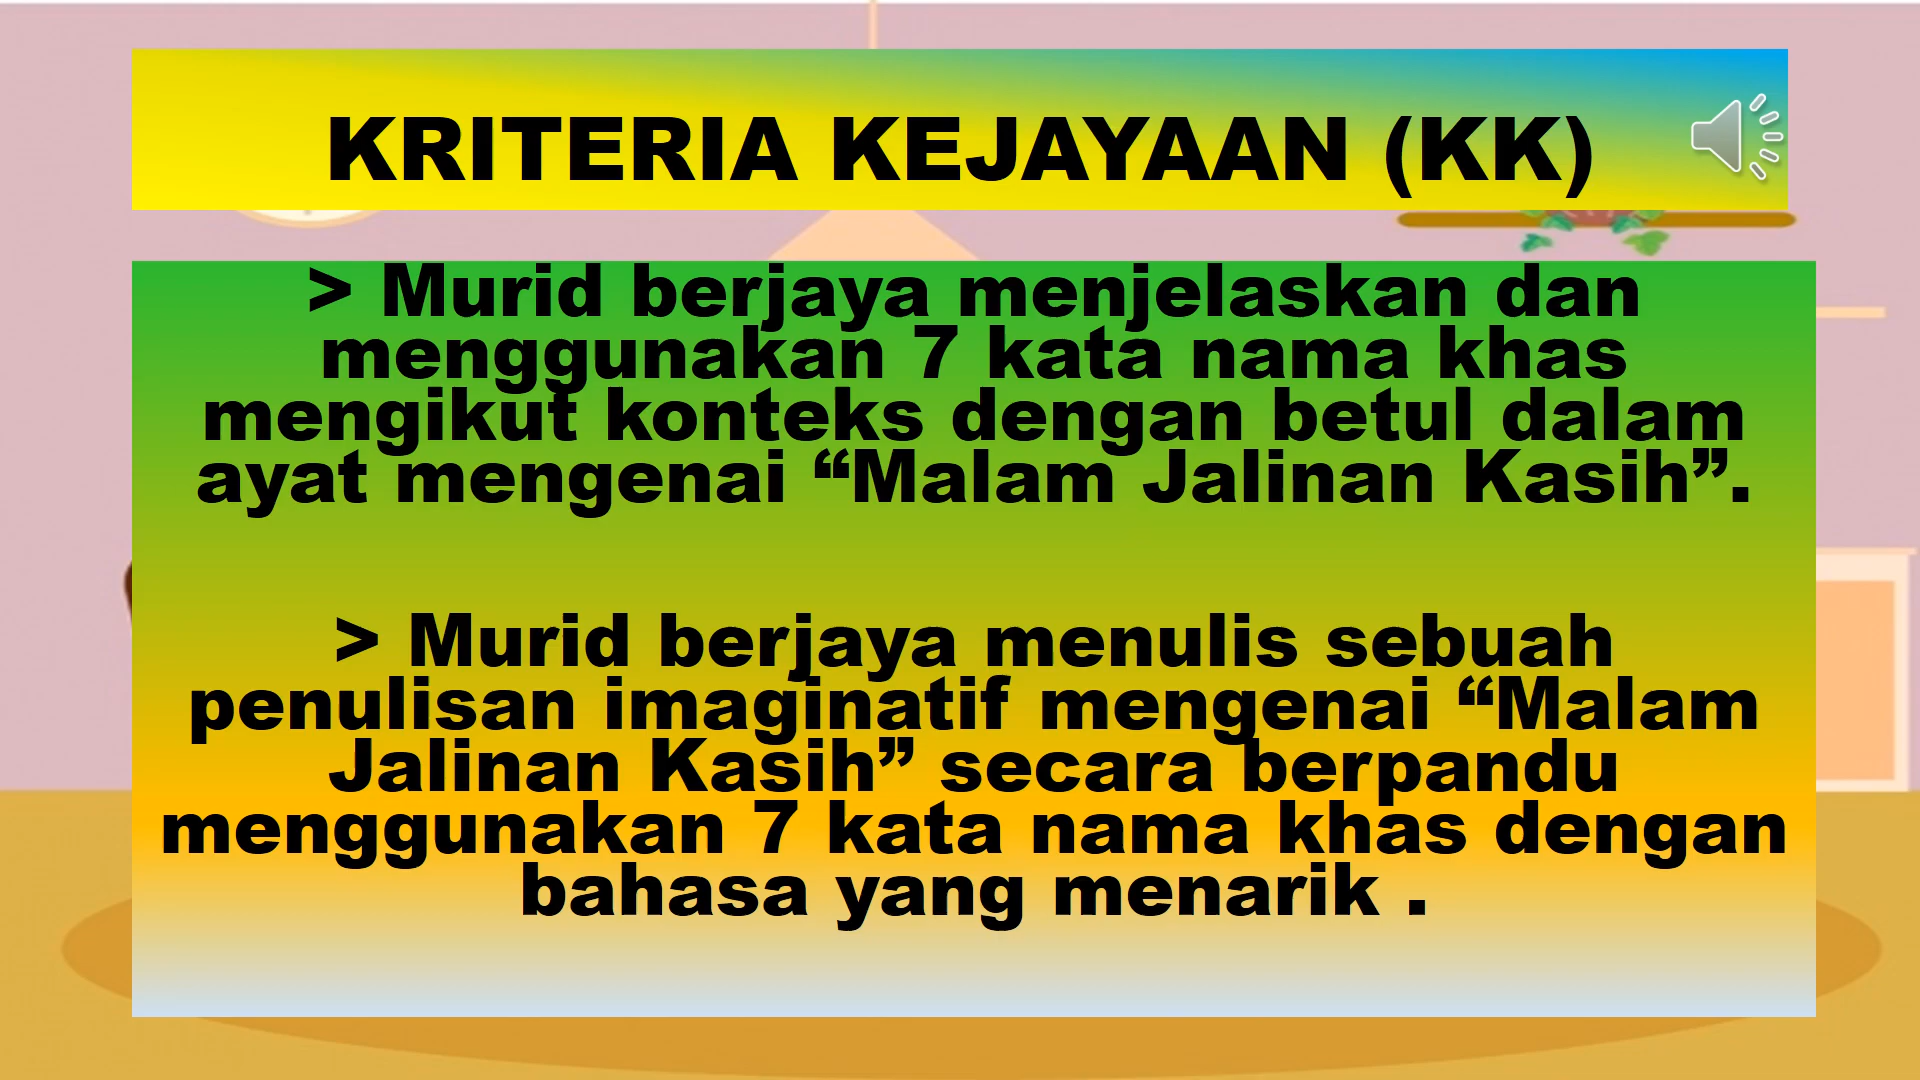 KRITERIA KEJAYAAN (KK)
> Murid berjaya menjelaskan dan
menggunakan 7 kata nama khas
mengikut konteks dengan betul dalam
ayat mengenai “Malam Jalinan Kasih”.
> Murid berjaya menulis sebuah
penulisan imaginatif mengenai “Malam
Jalinan Kasih” secara berpandu
menggunakan 7 kata nama khas dengan
bahasa yang menarik .